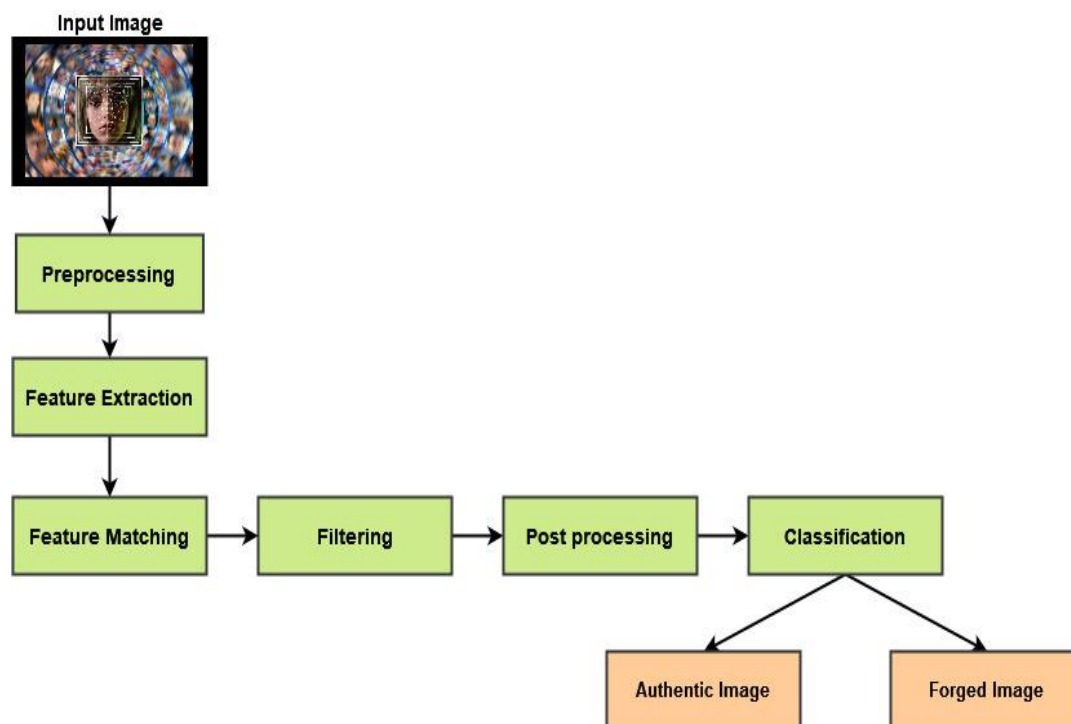 Input Image
Preprocessing
Feature Extraction
Feature Matching
Filtering
Post processing
Classification
Authentic Image
Forged Image